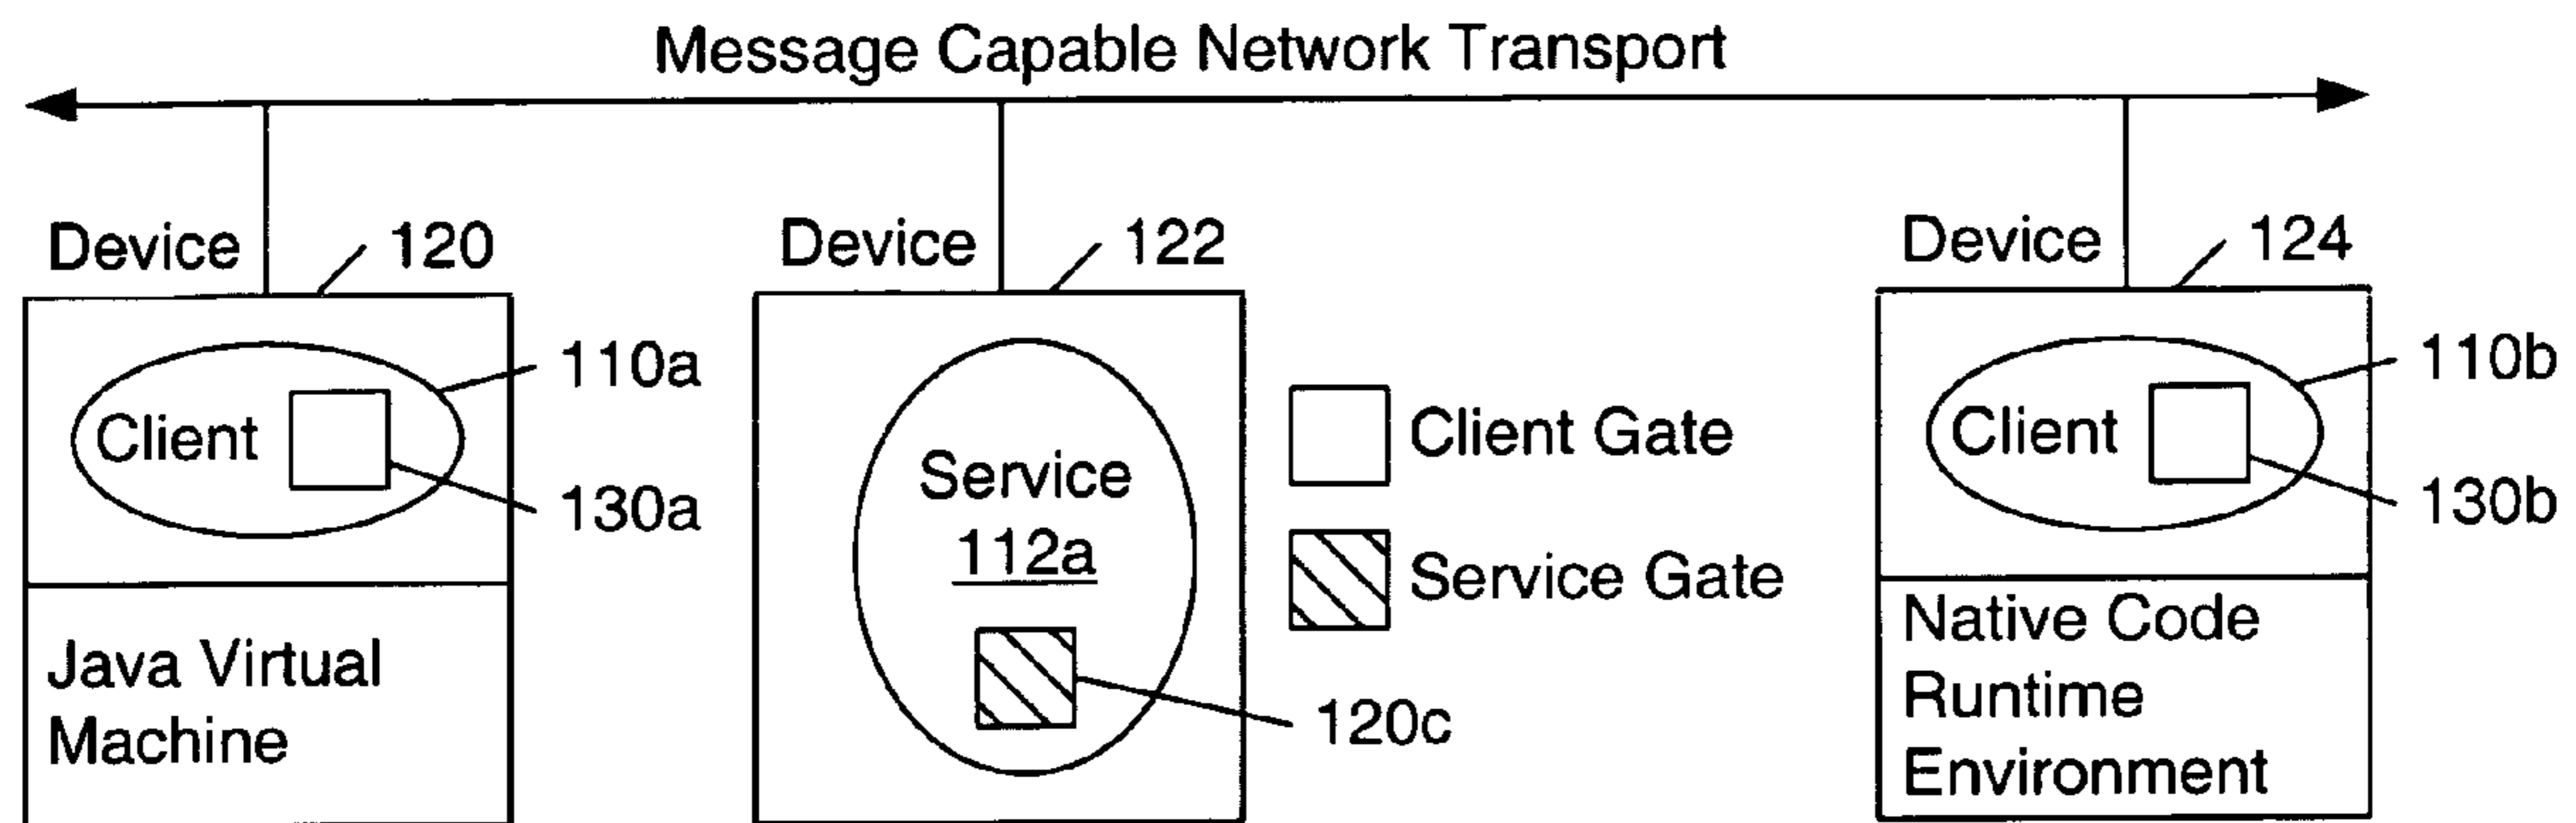 Message Capable Network Transport
Device
120
Device
122
Device
124
110a
Client
130a
Java Virtual
Machine
Service
112a
120c
Client Gate
Service Gate
110b
Client
130b
Native Code
Runtime
Environment